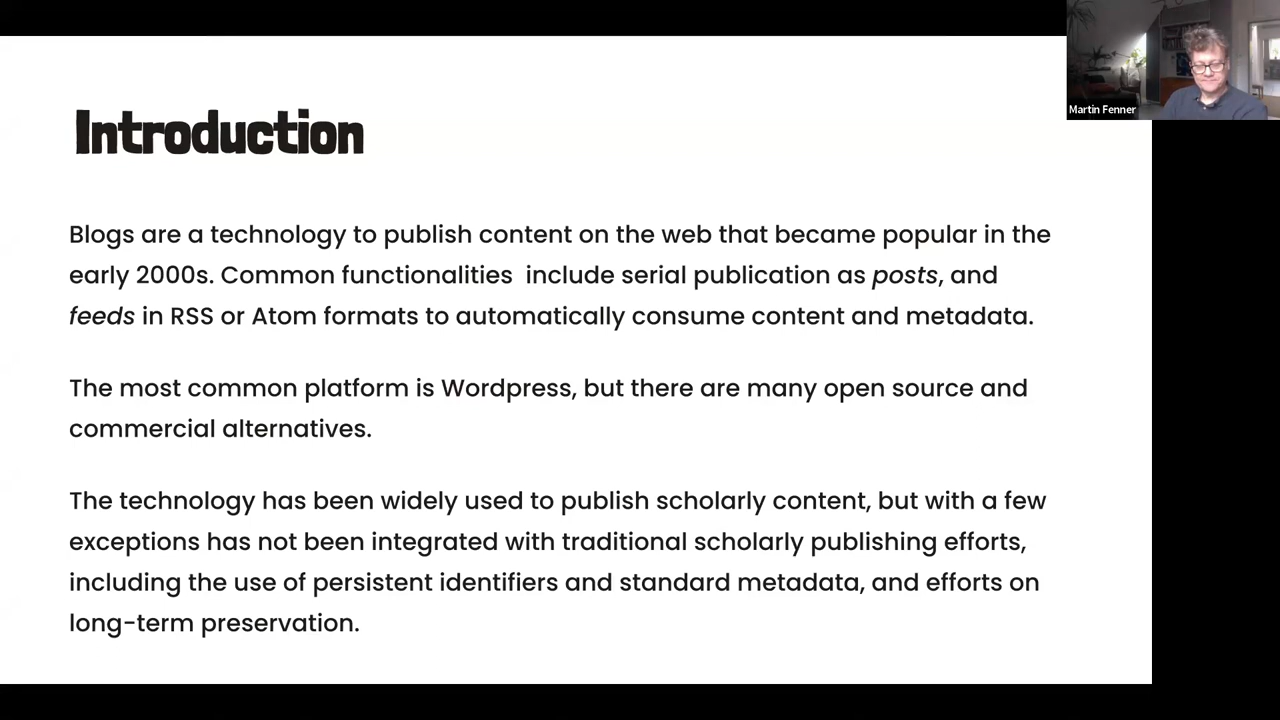 Introduction
Martin Fenner
Blogs are a technology to publish content on the web that became popular in the
early 2000s. Common functionalities  include serial publication as posts, and
feeds in RSS or Atom formats to automatically consume content and metadata.
The most common platform is Wordpress, but there are many open source and
commercial alternatives.
The technology has been widely used to publish scholarly content, but with a few
exceptions has not been integrated with traditional scholarly publishing efforts,
including the use of persistent identifiers and standard metadata, and efforts on
long-term preservation.